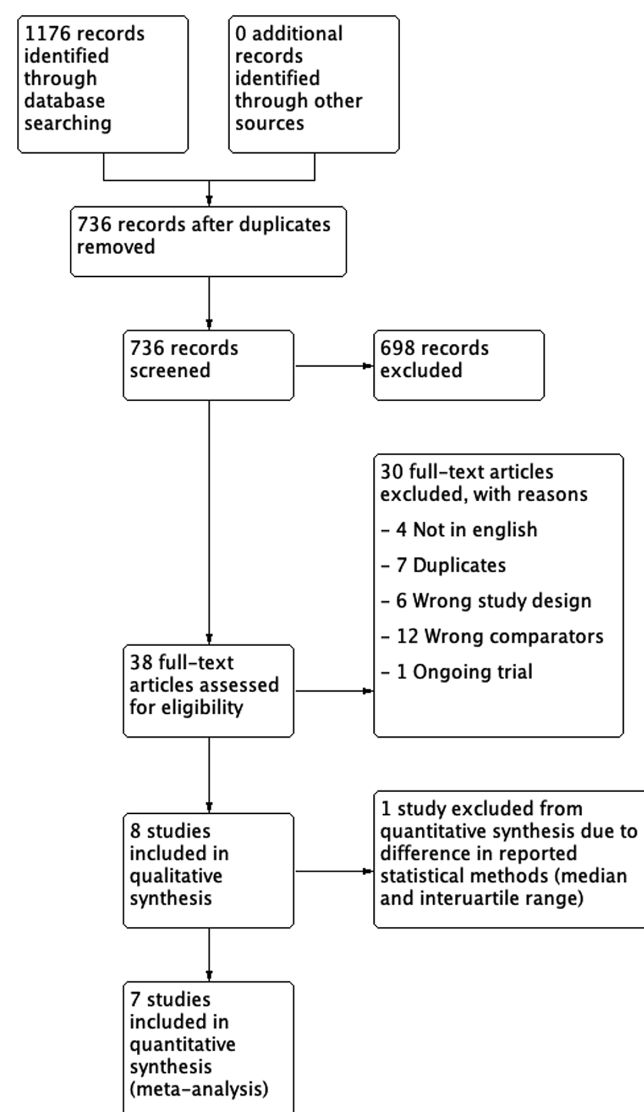 1176 records
identified
through
database
searching
0 additional
records
identified
through other
sources
736 records after duplicates
removed
736 records
screened
698 records
excluded
30 full-text articles
excluded, with reasons
- 4 Not in english
- 7 Duplicates
- 6 Wrong study design
- 12 Wrong comparators
- 1 Ongoing trial
38 full-text
articles assessed
for eligibility
8 studies
included in
qualitative
synthesis
1 study excluded from
quantitative synthesis due to
difference in reported
statistical methods (median
and interuartile range)
7 studies
included in
quantitative
synthesis
(meta-analysis)